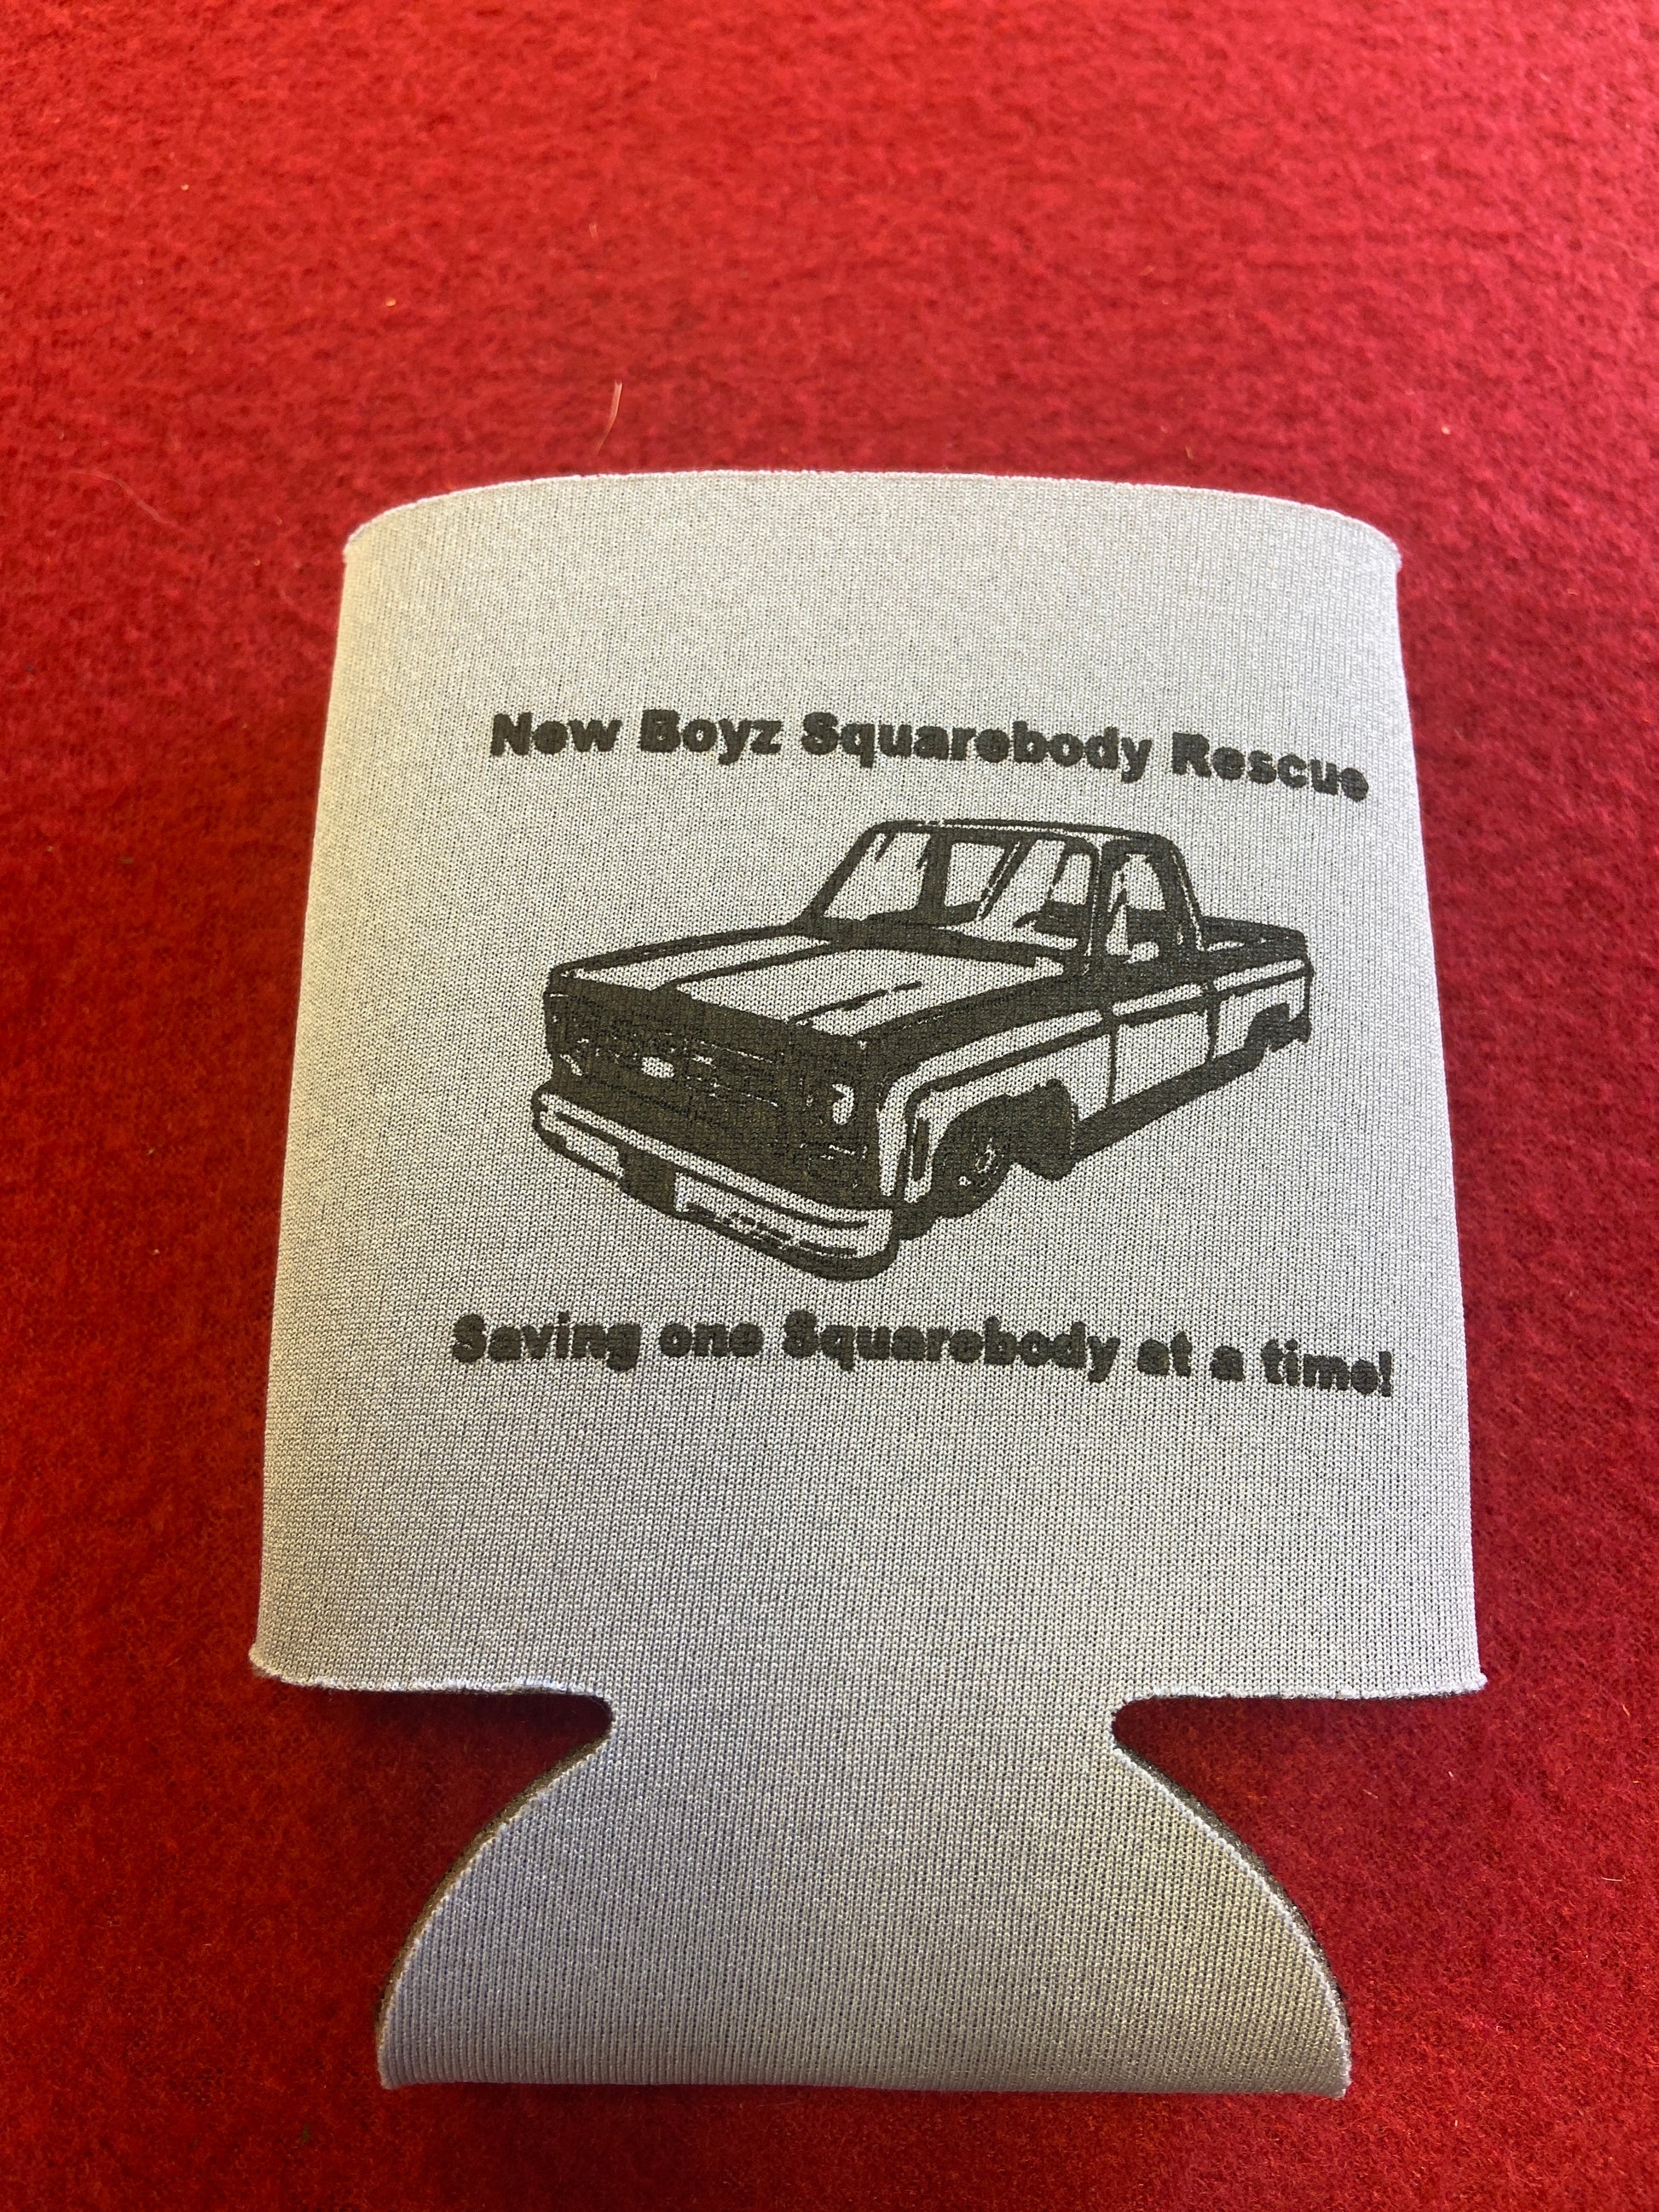 New Boyz Squarebody Rescue
Saving one Squarebody at a time!